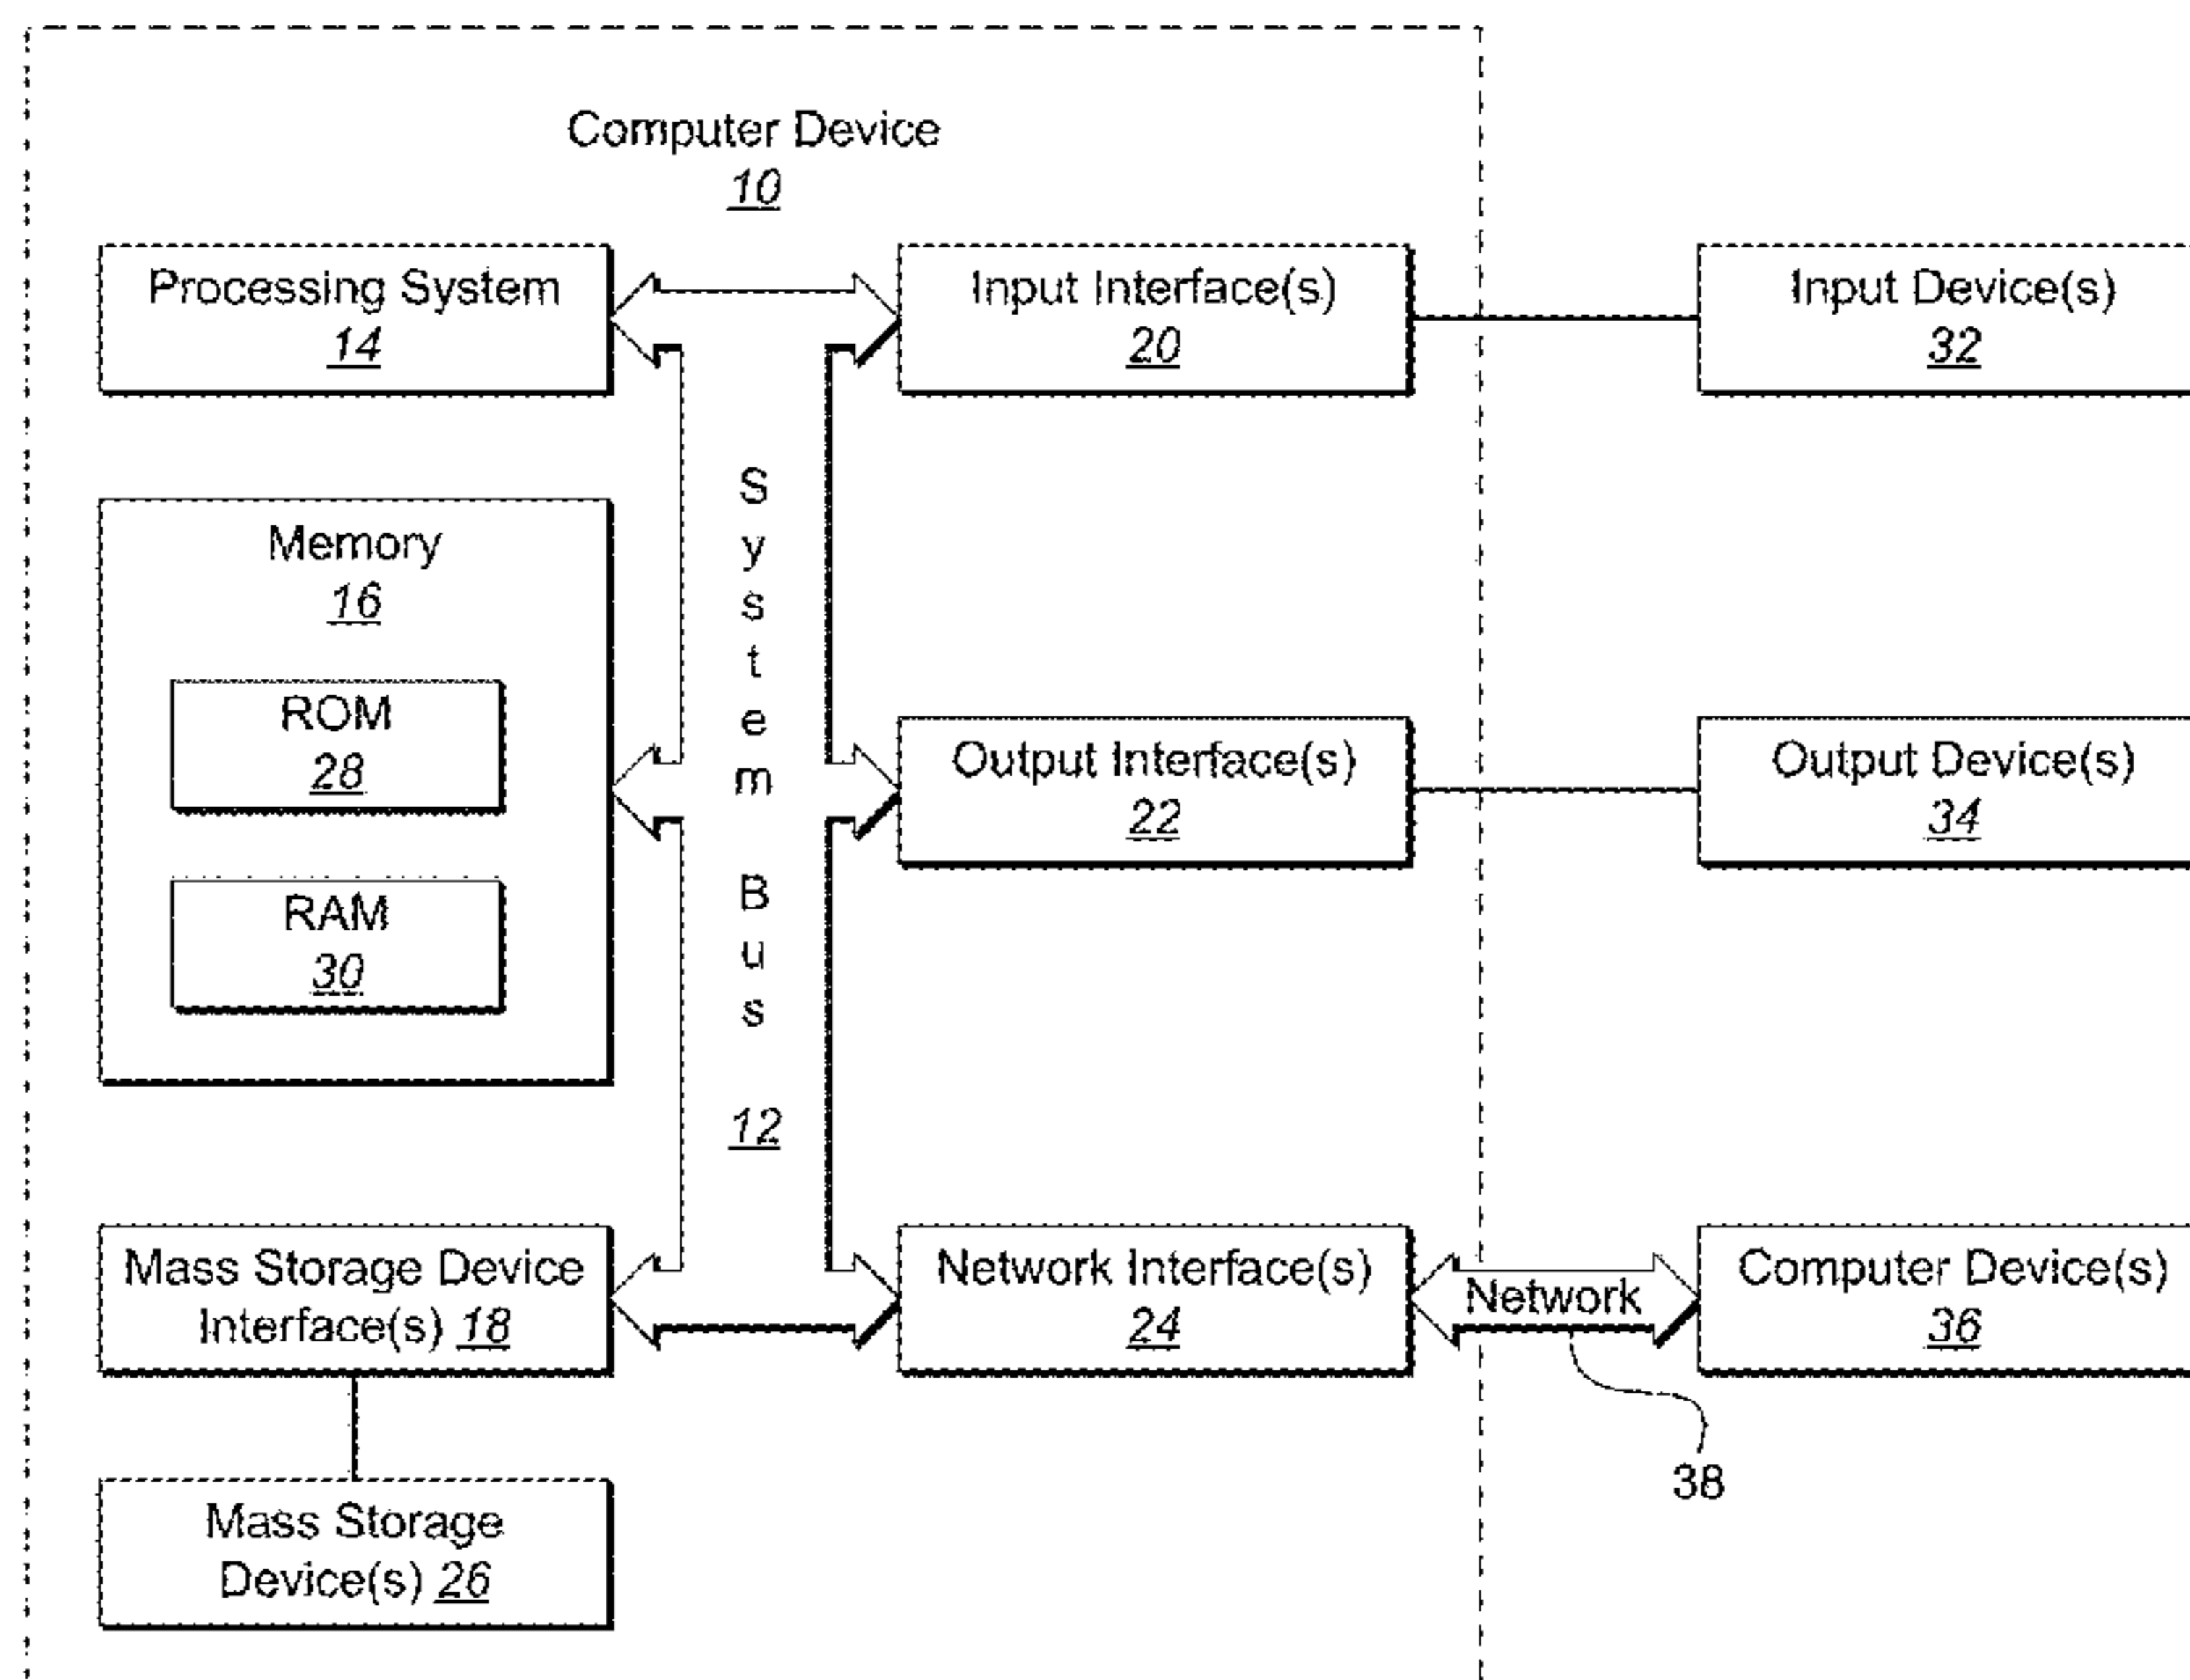 Computer Device
10
Processing System
14
Input Interface(s)
20
Input Device(s)
32
Memory
16
ROM
28
RAM
30
System Bus
12
Output Interface(s)
22
Output Device(s)
34
Mass Storage Device
Interface(s) 18
Network Interface(s)
24
Network
Computer Device(s)
36
38
Mass Storage
Device(s) 26